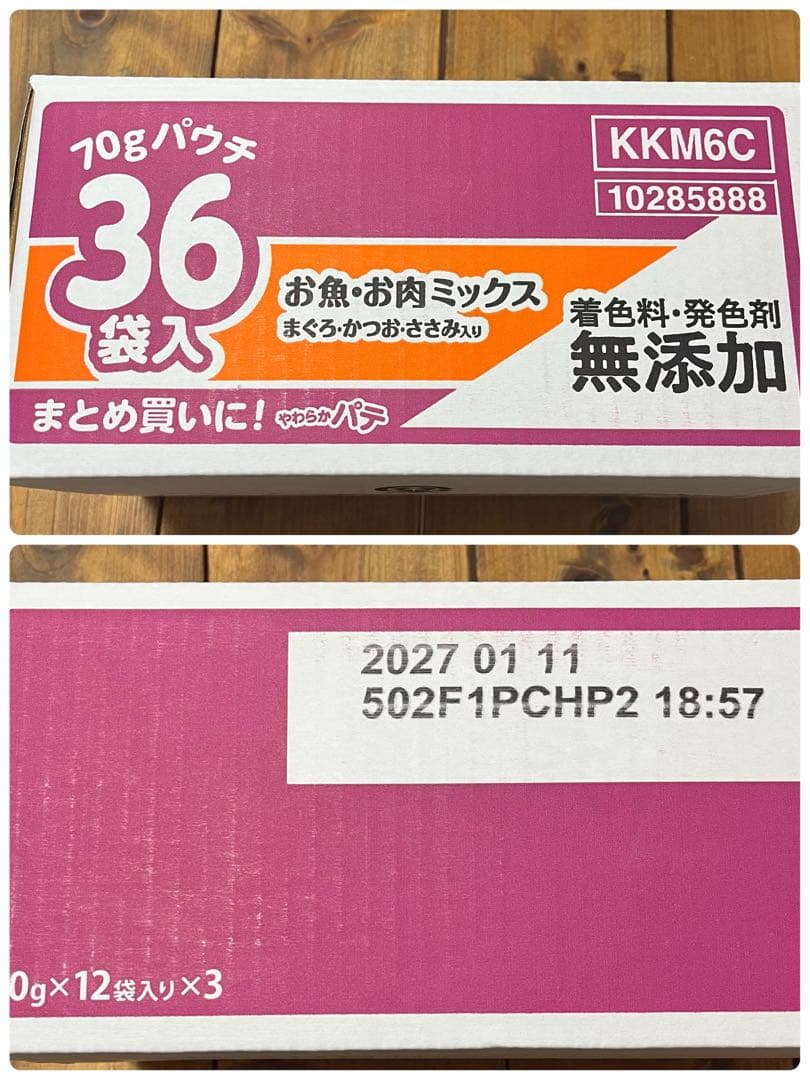 70gパウチ
36
袋入
まとめ買いに!
やわらかパテ
お魚・お肉ミックス
まぐろ・かつお・ささみ入り
KKM6C
10285888
着色料・発色剤
無添加
2027 01 11
502F1PCHP2 18:57
0g×12袋入り×3